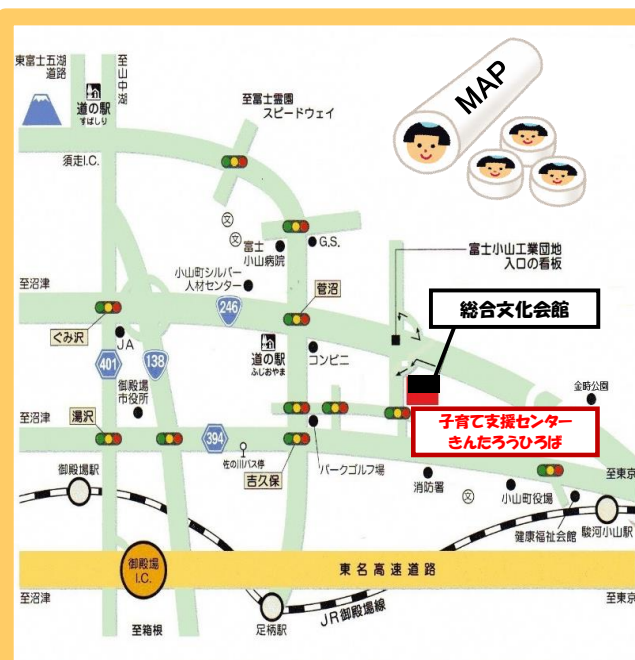 MAP
東富士五湖
道路
至山中湖
道の駅
すばしり
須走I.C.
至富士霊園
スピードウェイ
文
文
富士
小山病院
G.S.
富士小山工業団地
入口の看板
小山町シルバー
人材センター
至沼津
246
菅沼
総合文化会館
ぐみ沢
JA
401
138
道の駅
ふじおやま
コンビニ
御殿場
市役所
金時公園
至沼津
湯沢
394
佐の川バス停
吉久保
パークゴルフ場
子育て支援センター
きんたろうひろば
消防署
文
小山町役場
至東京
御殿場駅
健康福祉会館
駿河小山駅
御殿場
I.C.
東名高速道路
至沼津
至東京
至箱根
足柄駅
JR御殿場線